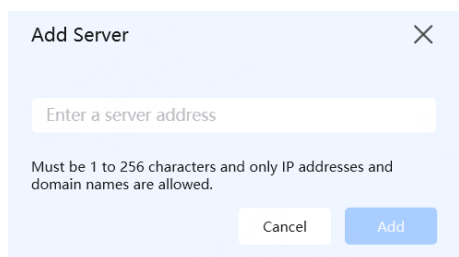 Add Server
Enter a server address
Must be 1 to 256 characters and only IP addresses and
domain names are allowed.
Cancel
Add